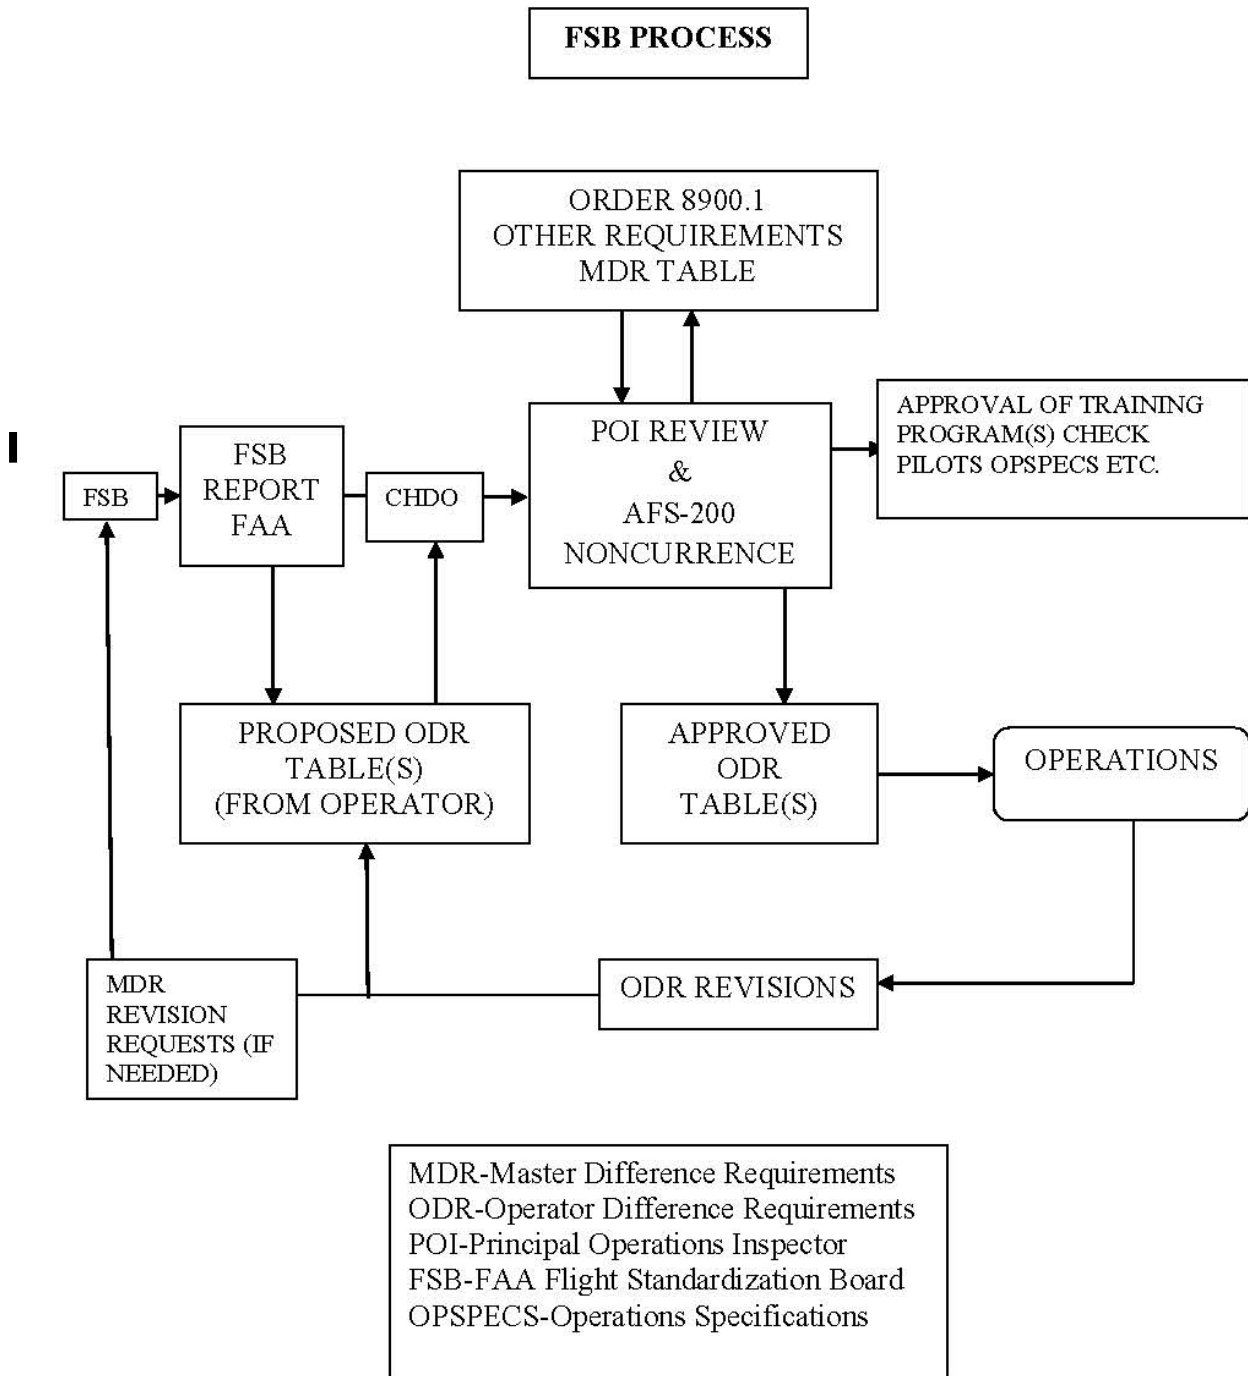 FSB PROCESS
ORDER 8900.1
OTHER REQUIREMENTS
MDR TABLE
APPROVAL OF TRAINING
PROGRAM(S) CHECK
PILOTS OPSPECS ETC.
POI REVIEW
&
AFS-200
NONCURRENCE
FSB
REPORT
FAA
FSB
CHDO
PROPOSED ODR
TABLE(S)
(FROM OPERATOR)
APPROVED
ODR
TABLE(S)
OPERATIONS
MDR
REVISION
REQUESTS (IF
NEEDED)
ODR REVISIONS
MDR-Master Difference Requirements
ODR-Operator Difference Requirements
POI-Principal Operations Inspector
FSB-FAA Flight Standardization Board
OPSPECS-Operations Specifications